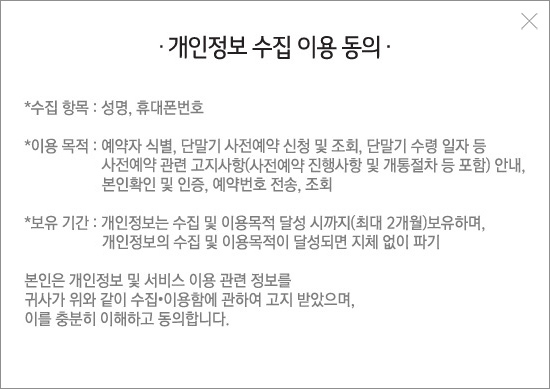 · 개인정보 수집 이용 동의 ·
*수집 항목 : 성명, 휴대폰번호
*이용 목적 : 예약자 식별, 단말기 사전예약 신청 및 조회, 단말기 수령 일자 등
사전예약 관련 고지사항(사전예약 진행사항 및 개통절차 등 포함) 안내,
본인확인 및 인증, 예약번호 전송, 조회
*보유 기간 : 개인정보는 수집 및 이용목적 달성 시까지(최대 2개월)보유하며,
개인정보의 수집 및 이용목적이 달성되면 지체 없이 파기
본인은 개인정보 및 서비스 이용 관련 정보를
귀사가 위와 같이 수집•이용함에 관하여 고지 받았으며,
이를 충분히 이해하고 동의합니다.